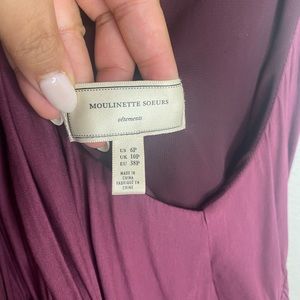 MOULINETTE SOEURS
vêtements
US 6P
UK 10P
EU 38P
MADE IN
CHINA
FABRIQUÉ EN
CHINE